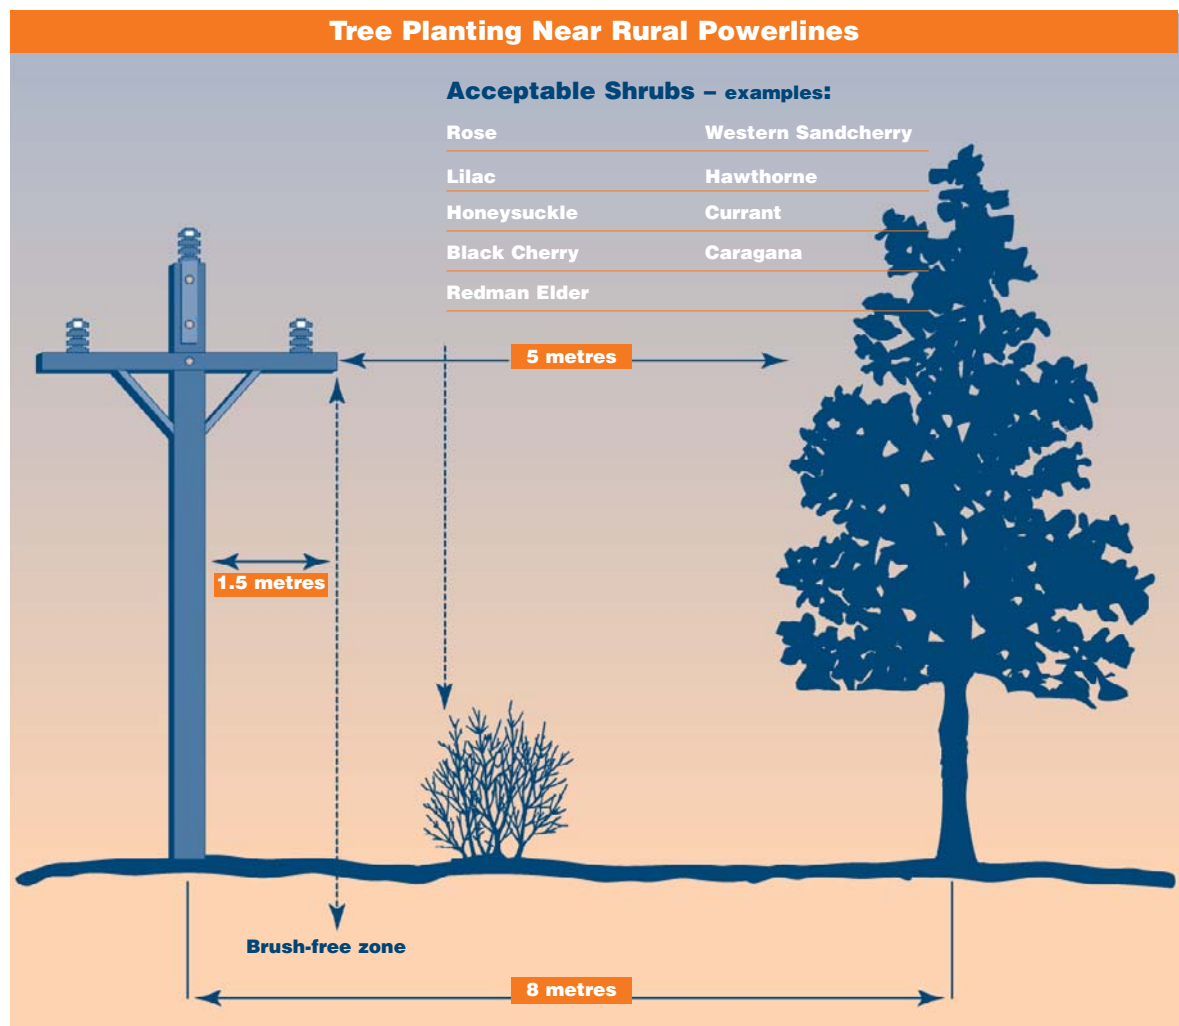 Tree Planting Near Rural Powerlines
Acceptable Shrubs – examples:
Rose Western Sandcherry
Lilac Hawthorne
Honeysuckle Currant
Black Cherry Caragana
Redman Elder
5 metres
1.5 metres
Brush-free zone
8 metres